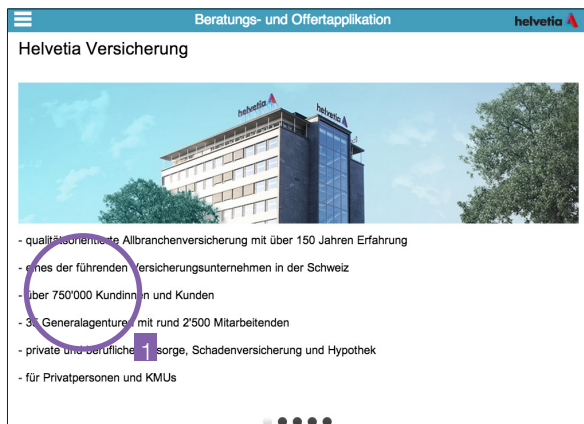 Beratungs- und Offertapplikation
helvetia
Helvetia Versicherung
helvetia
helvetia
- qualitätsorientierte Allbranchenversicherung mit über 150 Jahren Erfahrung
- eines der führenden Versicherungsunternehmen in der Schweiz
- über 750'000 Kundinnen und Kunden
- Generalagenturen mit rund 2'500 Mitarbeitenden
- private und berufliche Schadenversicherung und Hypothek
1
- für Privatpersonen und KMUs